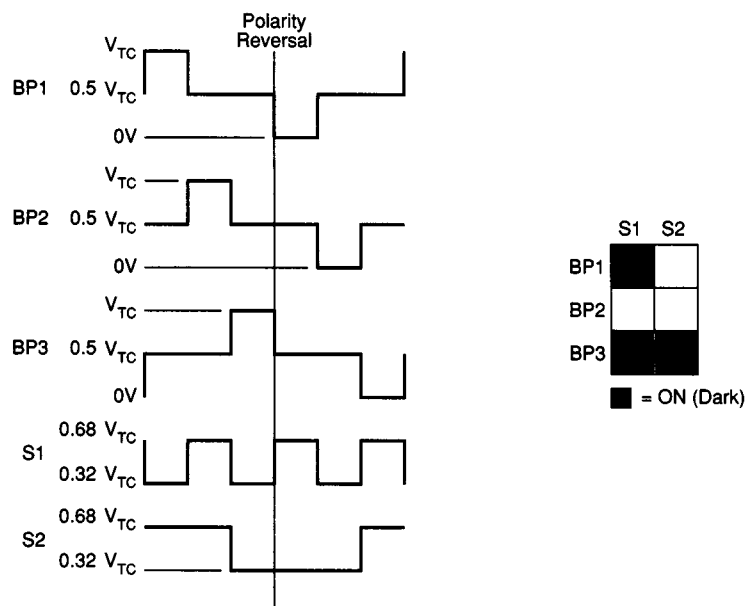 Polarity
Reversal
V_TC
BP1 0.5 V_TC
0V
V_TC
BP2 0.5 V_TC
0V
V_TC
BP3 0.5 V_TC
0V
0.68 V_TC
S1
0.32 V_TC
0.68 V_TC
S2
0.32 V_TC
S1 S2
BP1
BP2
BP3
= ON (Dark)